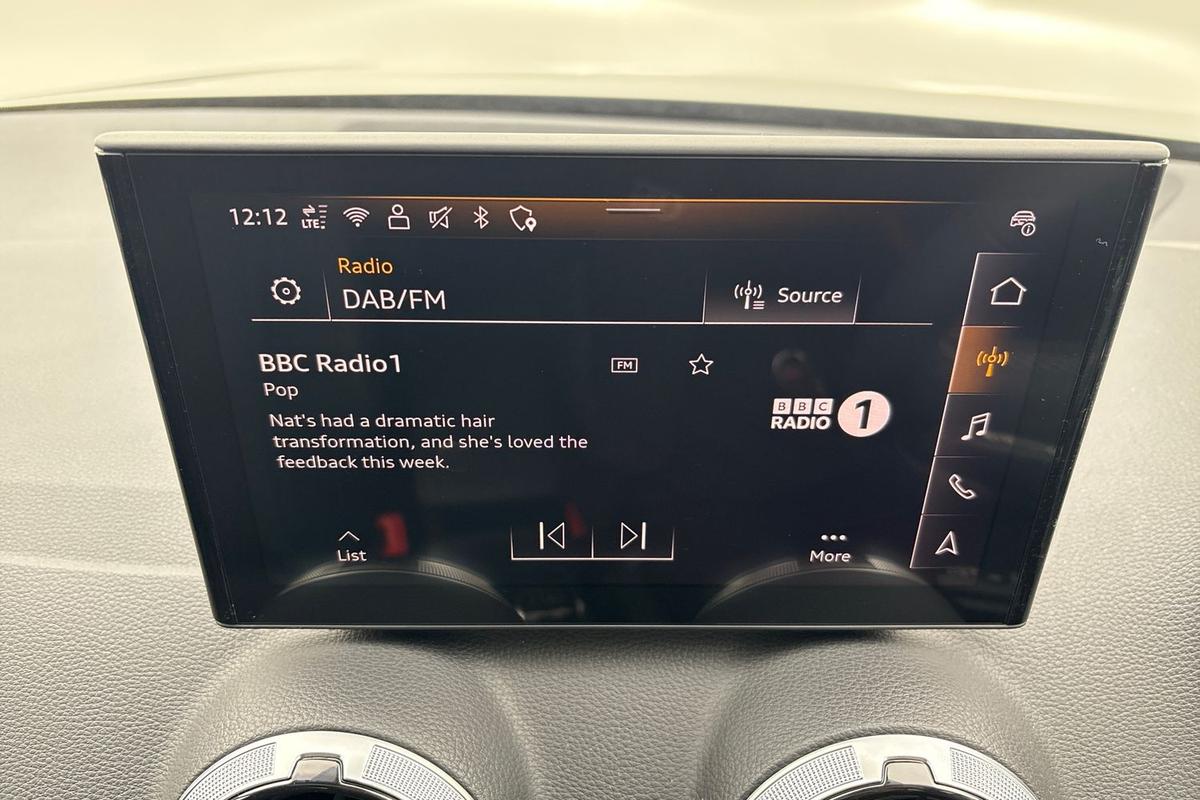 12:12 LTE
Radio
DAB/FM
Source
BBC Radio1
FM
Pop
BBC
RADIO 1
Nat's had a dramatic hair
transformation, and she's loved the
feedback this week.
List
More